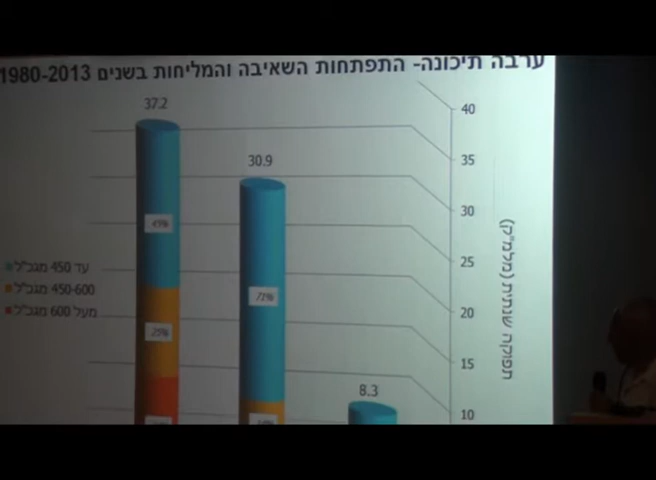 ערבה תיכונה- התפתחות השאיבה והמליחות בשנים 1980-2013
37.2
30.9
8.3
71%
25%
40
35
30
25
20
15
10
תפוקה שנתית (מלמ"ק)
עד 450 מגכ"ל
450-600 מגכ"ל
מעל 600 מגכ"ל